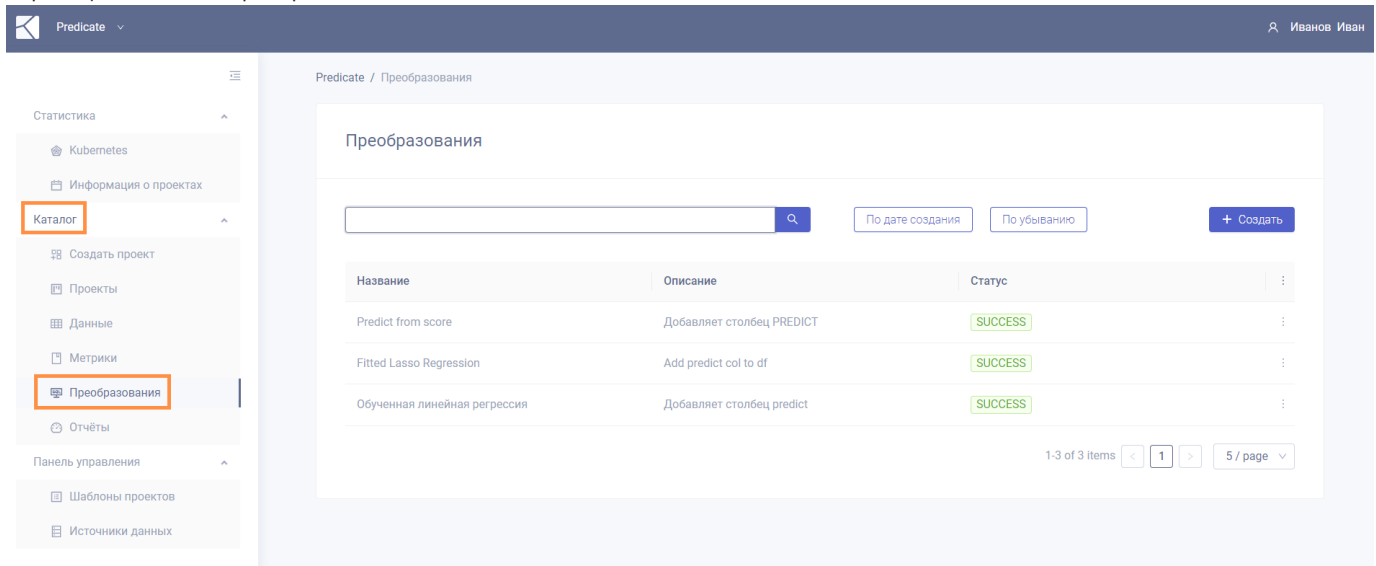 Predicate
Иванов Иван
Predicate / Преобразования
Статистика
Kubernetes
Информация о проектах
Каталог
Создать проект
Проекты
Данные
Метрики
Преобразования
Отчёты
Панель управления
Шаблоны проектов
Источники данных
Преобразования
По дате создания По убыванию + Создать
Название Описание Статус
Predict from score Добавляет столбец PREDICT SUCCESS
Fitted Lasso Regression Add predict col to df SUCCESS
Обученная линейная регрессия Добавляет столбец predict SUCCESS
1-3 of 3 items < 1 > 5 / page